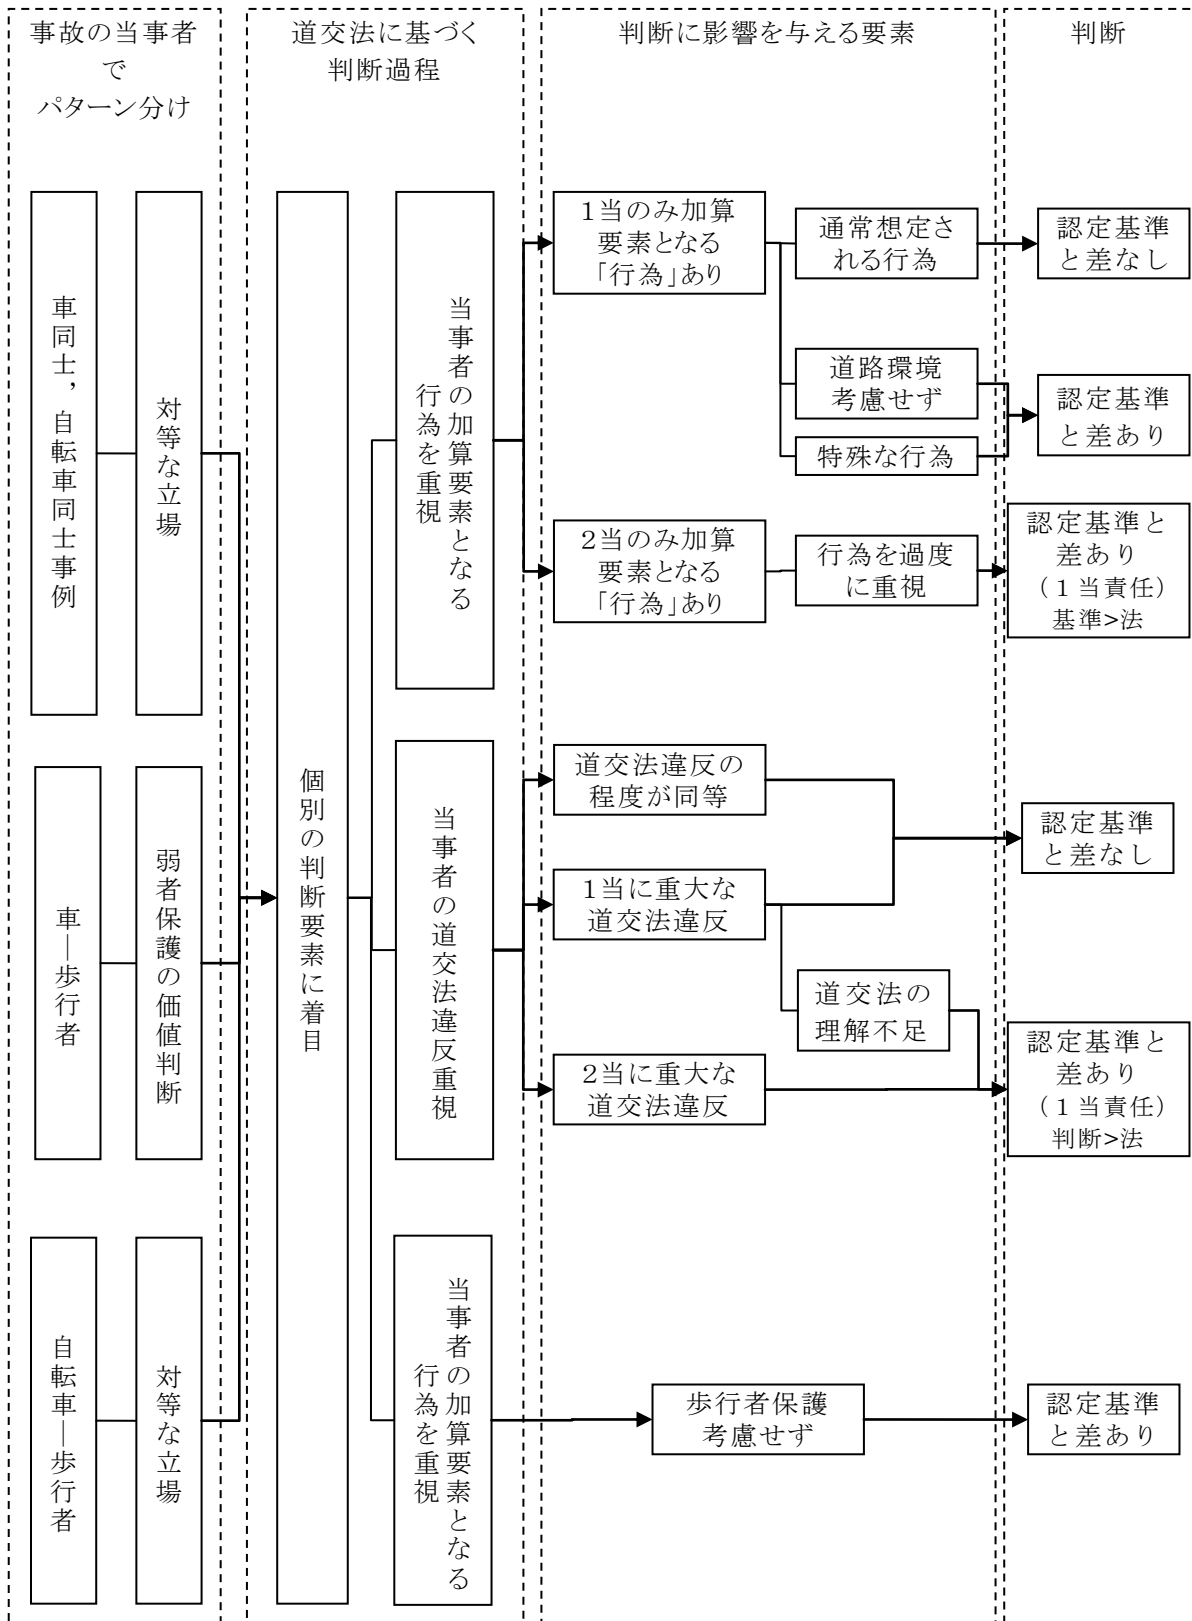 事故の当事者
で
パターン分け
道交法に基づく
判断過程
判断に影響を与える要素
判断
車同士，自転車同士事例
対等な立場
車―歩行者
弱者保護の価値判断
自転車―歩行者
対等な立場
個別の判断要素に着目
当事者の加算要素となる
行為を重視
当事者の道交法違反重視
当事者の加算要素となる
行為を重視
1当のみ加算
要素となる
「行為」あり
通常想定さ
れる行為
道路環境
考慮せず
特殊な行為
2当のみ加算
要素となる
「行為」あり
行為を過度
に重視
道交法違反の
程度が同等
1当に重大な
道交法違反
道交法の
理解不足
2当に重大な
道交法違反
歩行者保護
考慮せず
認定基準
と差なし
認定基準
と差あり
認定基準と
差あり
（１当責任）
基準>法
認定基準
と差なし
認定基準と
差あり
（１当責任）
判断>法
認定基準
と差あり